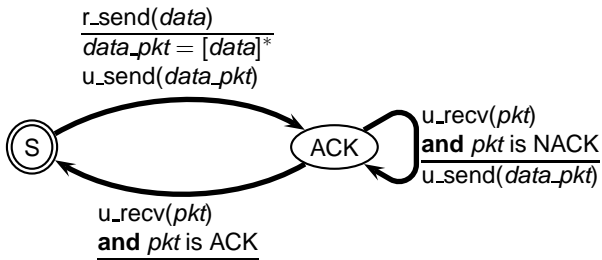 r_send(data)
data_pkt = [data]*
u_send(data_pkt)
S
ACK
u_recv(pkt)
and pkt is NACK
u_send(data_pkt)
u_recv(pkt)
and pkt is ACK